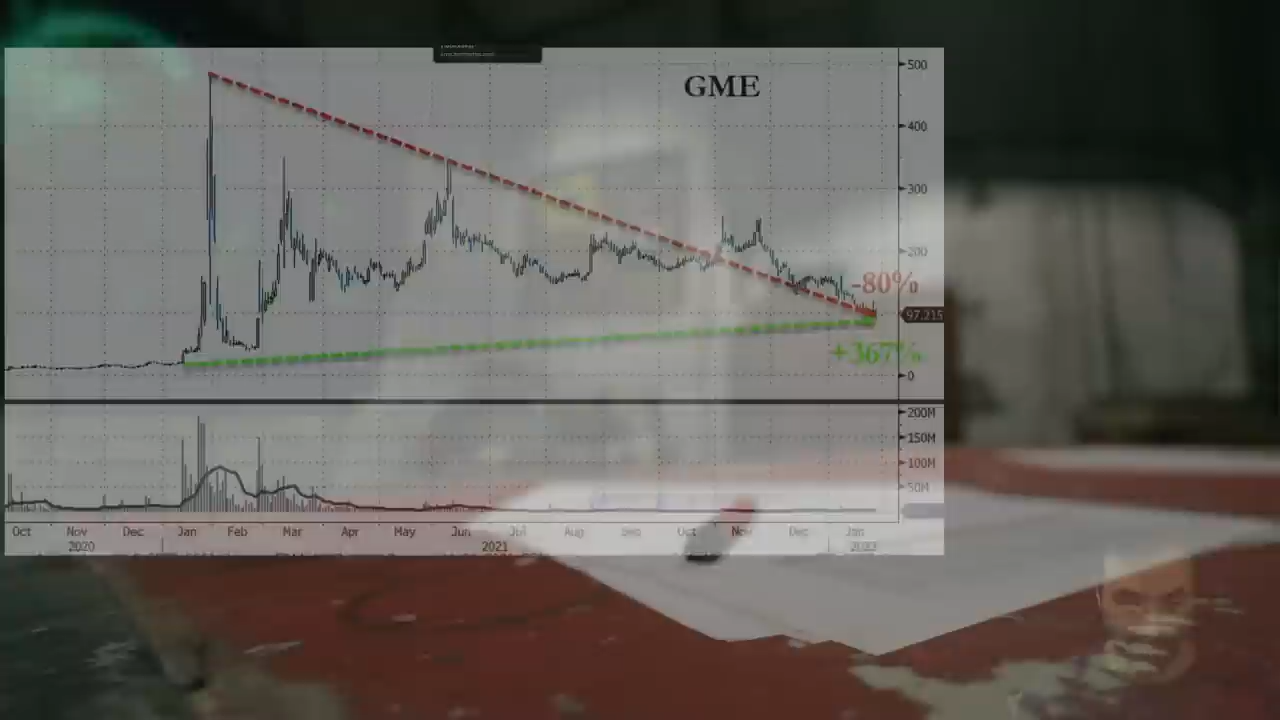 GME
500
400
300
200
-80%
97.215
+367%
0
200M
150M
100M
50M
Oct Nov Dec Jan Feb Mar Apr May Jun Jul Aug Sep Oct Nov Dec Jan
2020 2021 2022